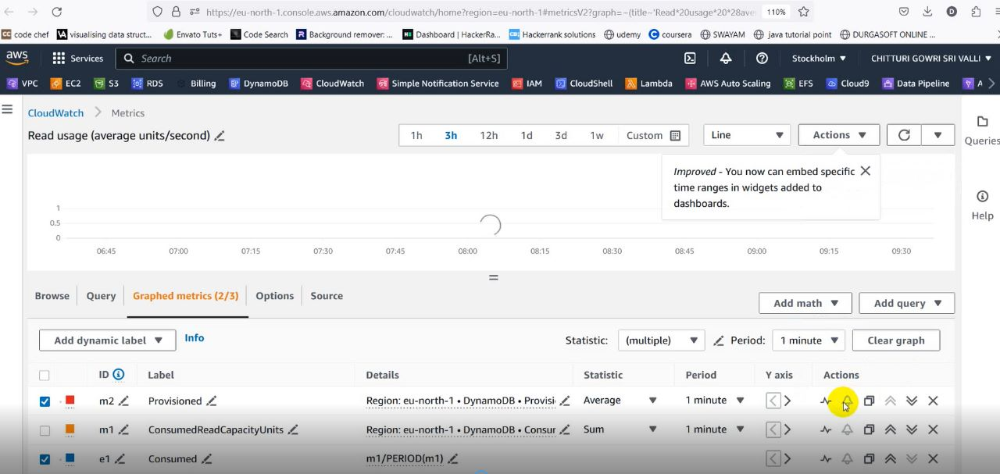 https://eu-north-1.console.aws.amazon.com/cloudwatch/home?region=eu-north-1#metricsV2?graph=~(title~'Read*20usage*20*28aver
110%
D
CC code chef
VA visualising data struct...
Envato Tuts+
Code Search
R Background remover: ...
Dashboard | HackerRa...
Hackerrank solutions
udemy
coursera
SWAYAM
java tutorial point
DURGASOFT ONLINE ...
aws
Services
Search
[Alt+S]
Stockholm
CHITTURI GOWRI SRI VALLI
VPC
EC2
S3
RDS
Billing
DynamoDB
CloudWatch
Simple Notification Service
IAM
CloudShell
Lambda
AWS Auto Scaling
EFS
Cloud9
Data Pipeline
A
CloudWatch > Metrics
Read usage (average units/second)
1h 3h 12h 1d 3d 1w Custom
Line
Actions
Queries
Help
Improved - You now can embed specific
time ranges in widgets added to
dashboards.
1
0.5
0
06:45 07:00 07:15 07:30 07:45 08:00 08:15 08:30 08:45 09:00 09:15 09:30
Browse Query Graphed metrics (2/3) Options Source
Add math
Add query
Add dynamic label
Info
Statistic: (multiple)
Period: 1 minute
Clear graph
ID Label Details Statistic Period Y axis Actions
m2 Provisioned Region: eu-north-1 • DynamoDB • Provisi Average 1 minute
m1 ConsumedReadCapacityUnits Region: eu-north-1 • DynamoDB • Consur Sum 1 minute
e1 Consumed m1/PERIOD(m1)